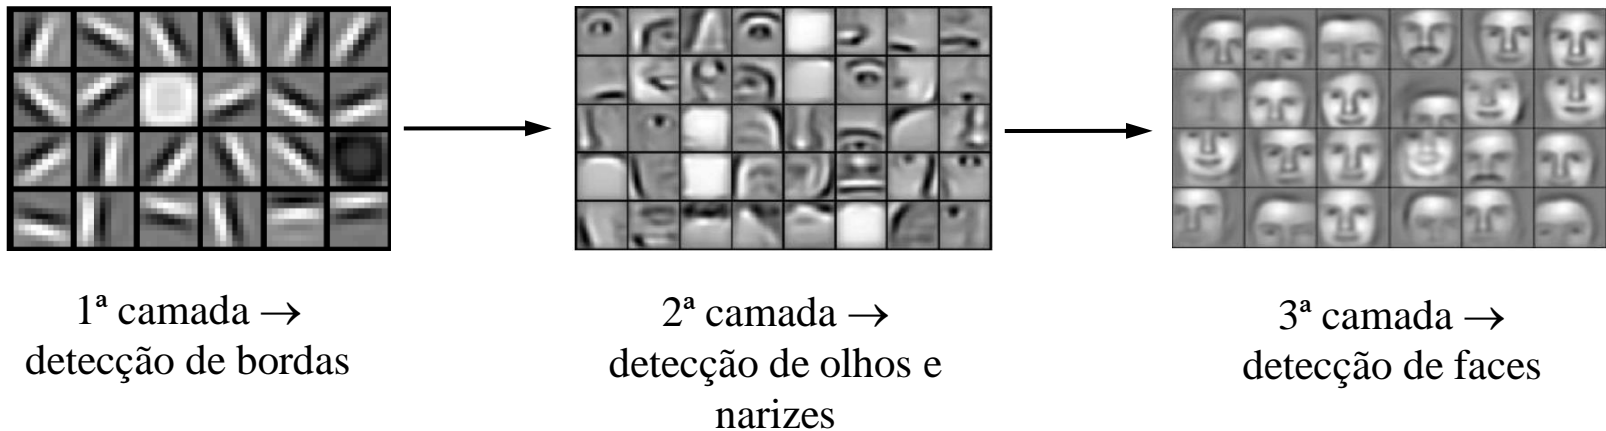 1ª camada →
detecção de bordas
2ª camada →
detecção de olhos e
narizes
3ª camada →
detecção de faces